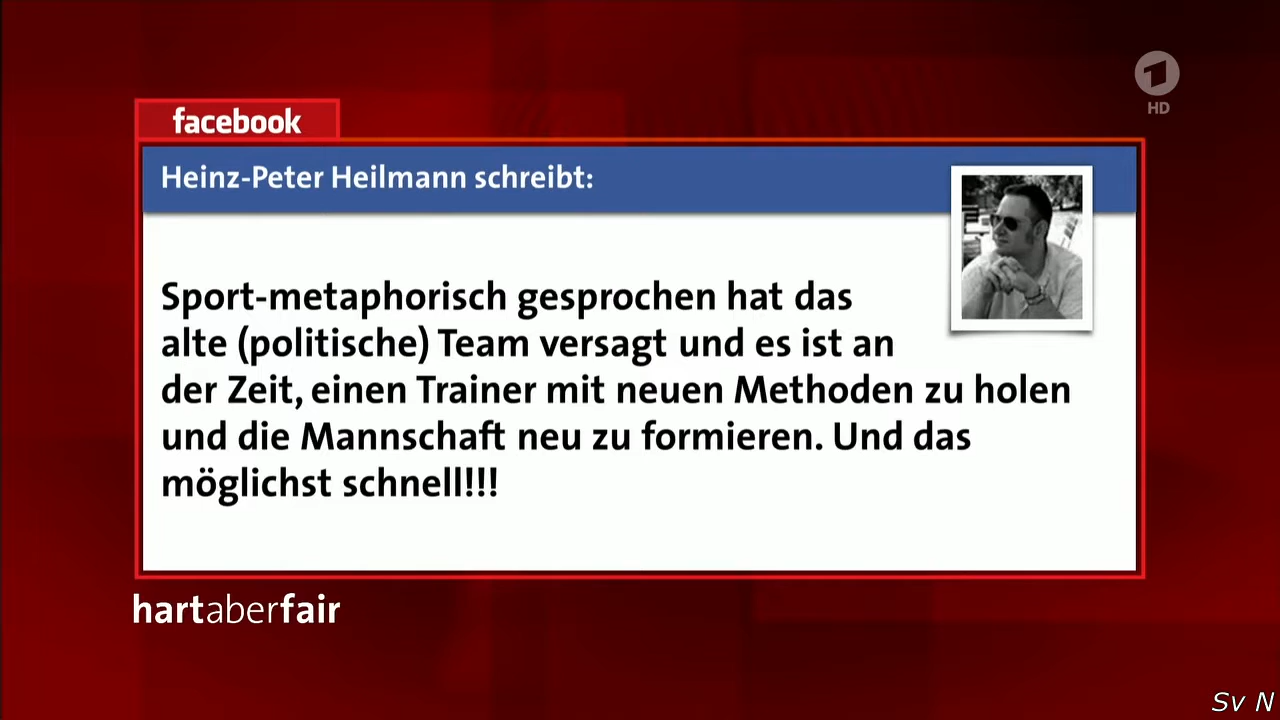 1
HD
facebook
Heinz-Peter Heilmann schreibt:
Sport-metaphorisch gesprochen hat das
alte (politische) Team versagt und es ist an
der Zeit, einen Trainer mit neuen Methoden zu holen
und die Mannschaft neu zu formieren. Und das
möglichst schnell!!!
hartaberfair
Sv N